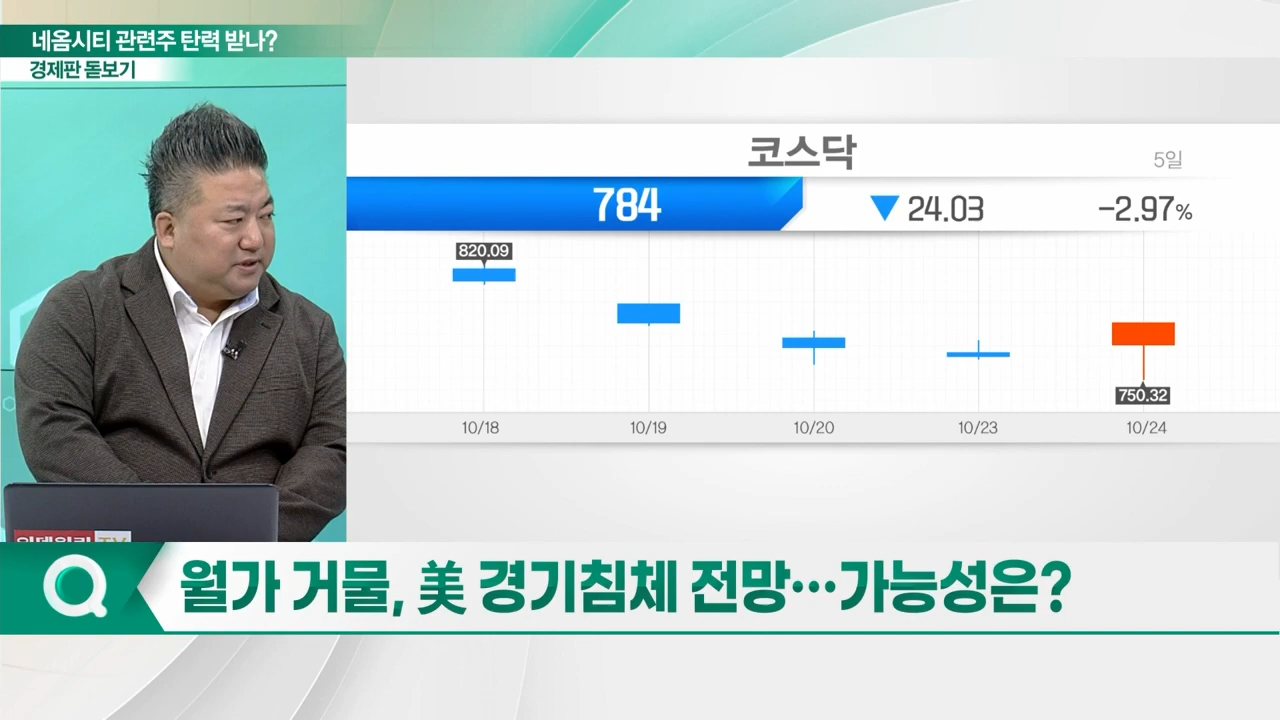 네옴시티 관련주 탄력 받나?
경제판 돋보기
코스닥
5일
784 ▼ 24.03 -2.97%
820.09
750.32
10/18 10/19 10/20 10/23 10/24
월가 거물, 美 경기침체 전망…가능성은?